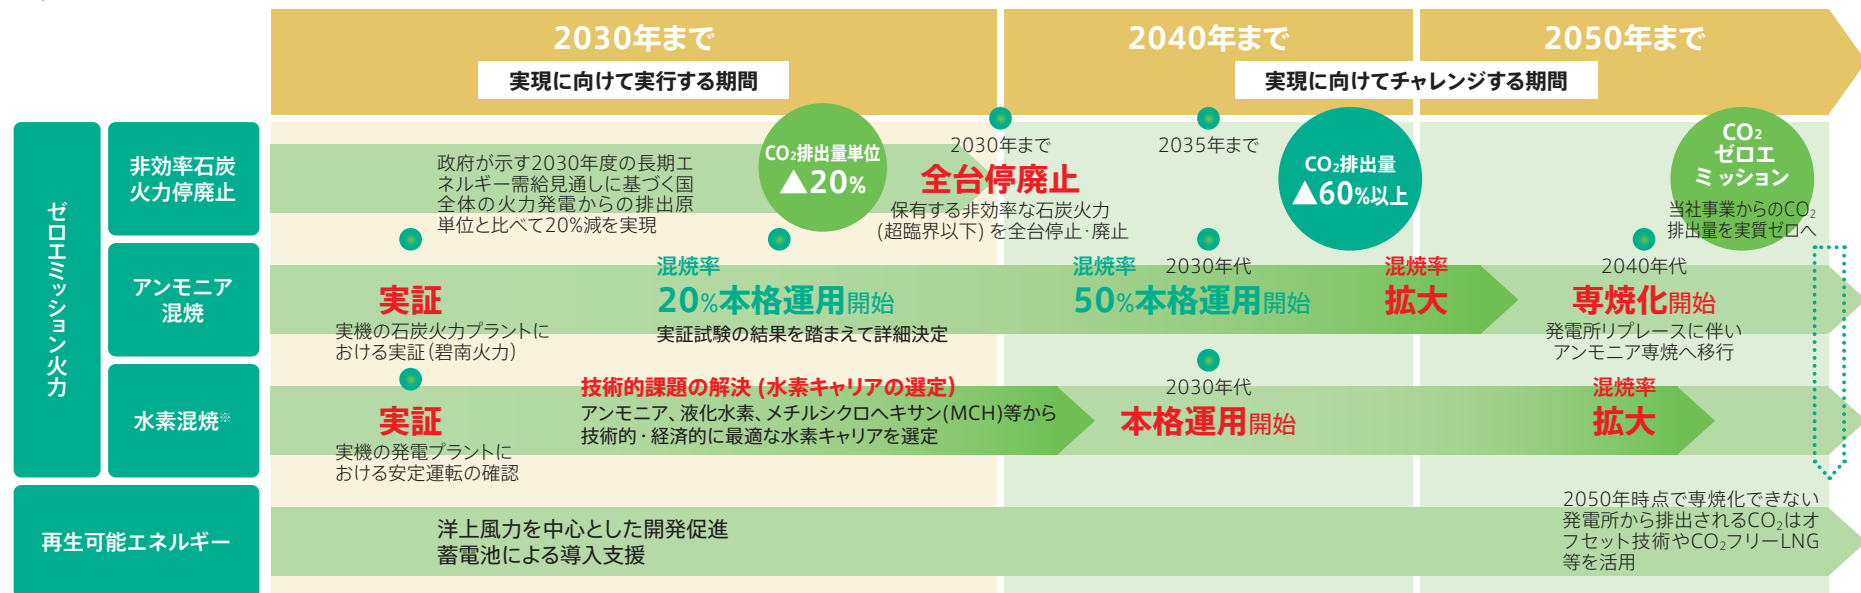 2030年まで
実現に向けて実行する期間
2040年まで
2050年まで
実現に向けてチャレンジする期間
ゼロエミッション火力
非効率石炭
火力停廃止
政府が示す2030年度の長期エ
ネルギー需給見通しに基づく国
全体の火力発電からの排出原
単位と比べて20%減を実現
CO₂排出量単位
▲20%
2030年まで
全台停廃止
保有する非効率な石炭火力
(超臨界以下) を全台停止・廃止
2035年まで
CO₂排出量
▲60%以上
CO₂
ゼロエ
ミッション
当社事業からのCO₂
排出量を実質ゼロへ
アンモニア
混焼
実証
実機の石炭火力プラントに
おける実証(碧南火力)
混焼率
20%本格運用開始
実証試験の結果を踏まえて詳細決定
混焼率 2030年代
50%本格運用開始
混焼率
拡大
2040年代
専焼化開始
発電所リプレースに伴い
アンモニア専焼へ移行
水素混焼※
実証
実機の発電プラントに
おける安定運転の確認
技術的課題の解決 (水素キャリアの選定)
アンモニア、液化水素、メチルシクロヘキサン(MCH)等から
技術的・経済的に最適な水素キャリアを選定
2030年代
本格運用開始
混焼率
拡大
再生可能エネルギー
洋上風力を中心とした開発促進
蓄電池による導入支援
2050年時点で専焼化できない
発電所から排出されるCO₂はオ
フセット技術やCO₂フリーLNG
等を活用